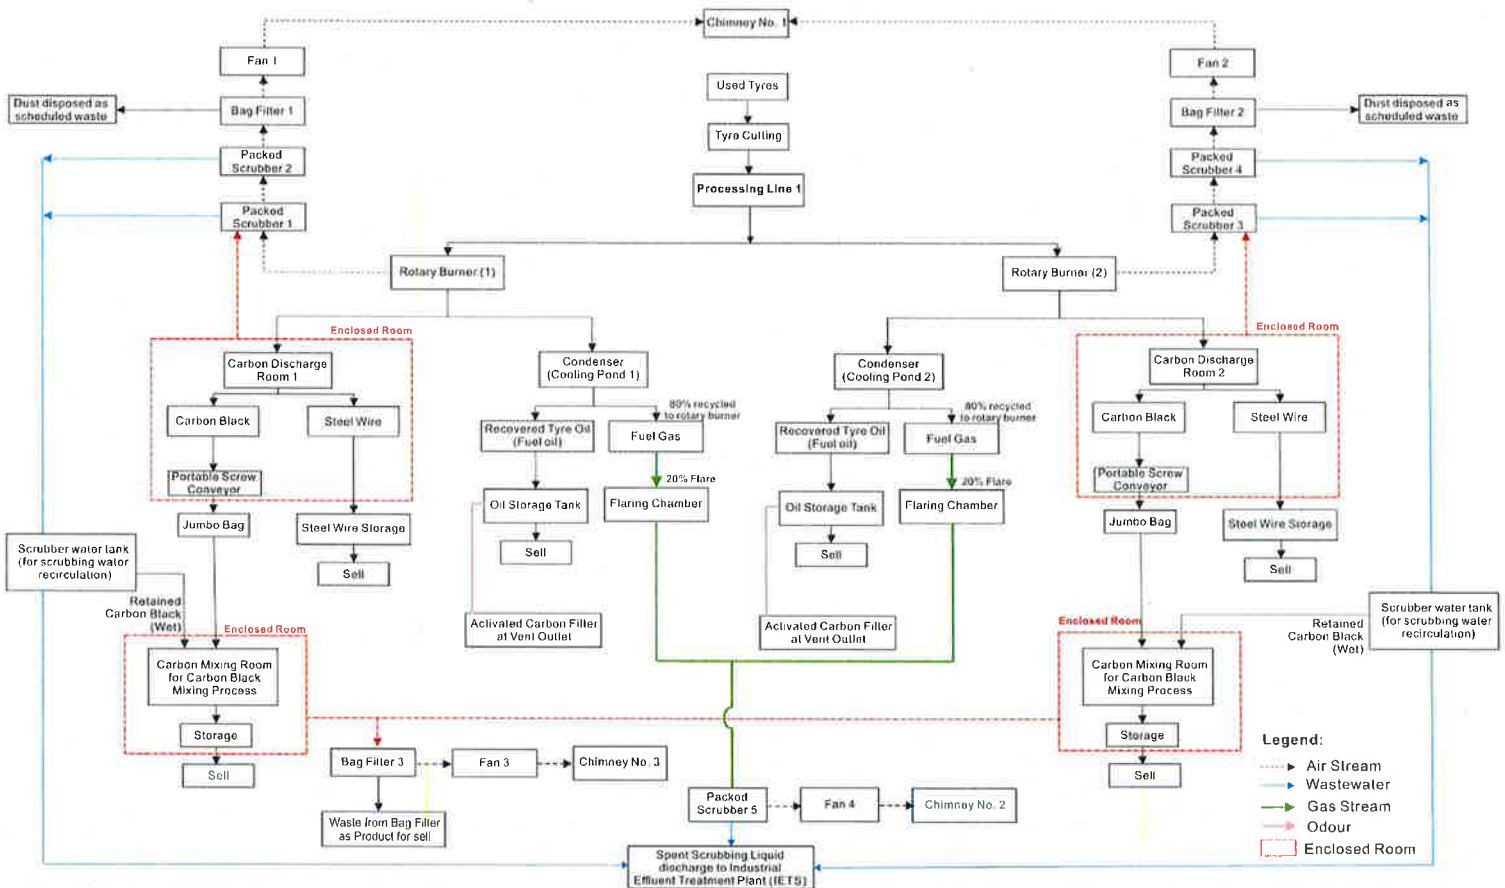 Chimney No. 1
Fan 1
Fan 2
Used Tyres
Dust disposed as
scheduled waste
Bag Filter 1
Bag Filter 2
Dust disposed as
scheduled waste
Tyre Cutting
Packed
Scrubber 2
Packed
Scrubber 4
Processing Line 1
Packed
Scrubber 1
Packed
Scrubber 3
Rotary Burner (1)
Rotary Burner (2)
Enclosed Room
Enclosed Room
Carbon Discharge
Room 1
Condenser
(Cooling Pond 1)
Condenser
(Cooling Pond 2)
Carbon Discharge
Room 2
80% recycled
to rotary burner
80% recycled
to rotary burner
Carbon Black
Steel Wire
Recovered Tyre Oil
(Fuel oil)
Fuel Gas
Recovered Tyre Oil
(Fuel oil)
Fuel Gas
Carbon Black
Steel Wire
Portable Screw
Conveyor
20% Flare
20% Flare
Portable Screw
Conveyor
Jumbo Bag
Steel Wire Storage
Oil Storage Tank
Flaring Chamber
Oil Storage Tank
Flaring Chamber
Jumbo Bag
Steel Wire Storage
Sell
Sell
Sell
Sell
Scrubber water tank
(for scrubbing water
recirculation)
Retained
Carbon Black
(Wet)
Scrubber water tank
(for scrubbing water
recirculation)
Retained
Carbon Black
(Wet)
Enclosed Room
Activated Carbon Filter
at Vent Outlet
Activated Carbon Filter
at Vent Outlet
Enclosed Room
Carbon Mixing Room
for Carbon Black
Mixing Process
Carbon Mixing Room
for Carbon Black
Mixing Process
Storage
Storage
Sell
Sell
Bag Filter 3
Fan 3
Chimney No. 3
Waste from Bag Filter
as Product for sell
Packed
Scrubber 5
Fan 4
Chimney No. 2
Spent Scrubbing Liquid
discharge to Industrial
Effluent Treatment Plant (IETS)
Legend:
Air Stream
Wastewater
Gas Stream
Odour
Enclosed Room